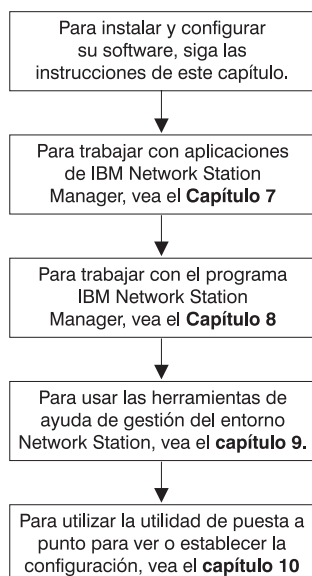 Para instalar y configurar
su software, siga las
instrucciones de este capítulo.
Para trabajar con aplicaciones
de IBM Network Station
Manager, vea el Capítulo 7
Para trabajar con el programa
IBM Network Station
Manager, vea el Capítulo 8
Para usar las herramientas de
ayuda de gestión del entorno
Network Station, vea el capítulo 9.
Para utilizar la utilidad de puesta a
punto para ver o establecer la
configuración, vea el capítulo 10